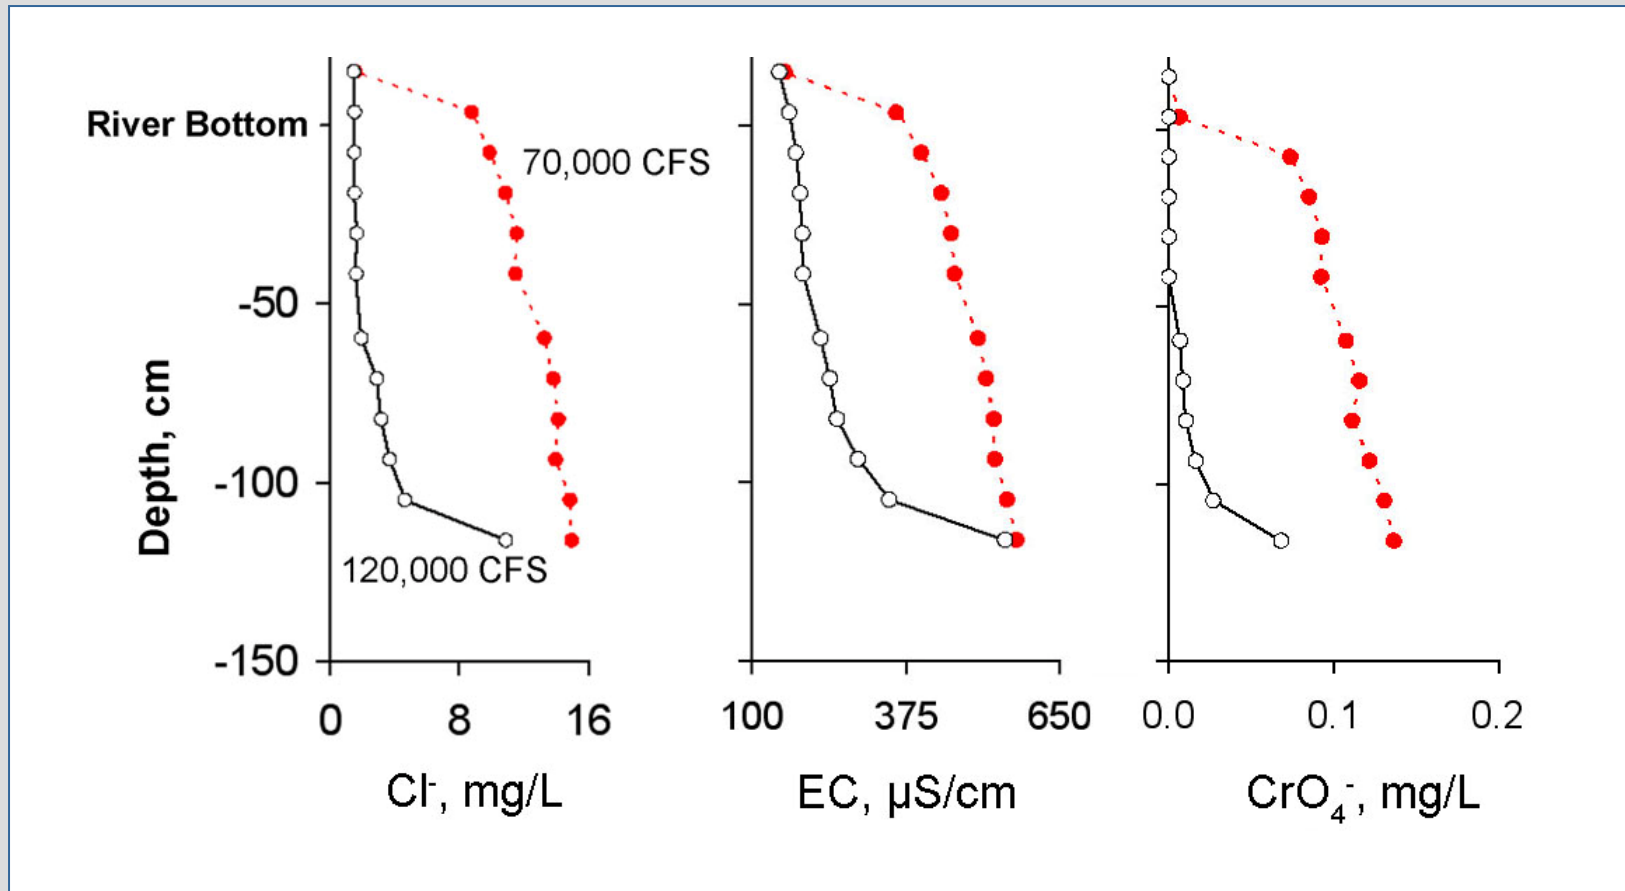 River Bottom
70,000 CFS
-50
Depth, cm
-100
120,000 CFS
-150
0 8 16
100 375 650
0.0 0.1 0.2
Cl⁻, mg/L
EC, µS/cm
CrO₄⁻, mg/L